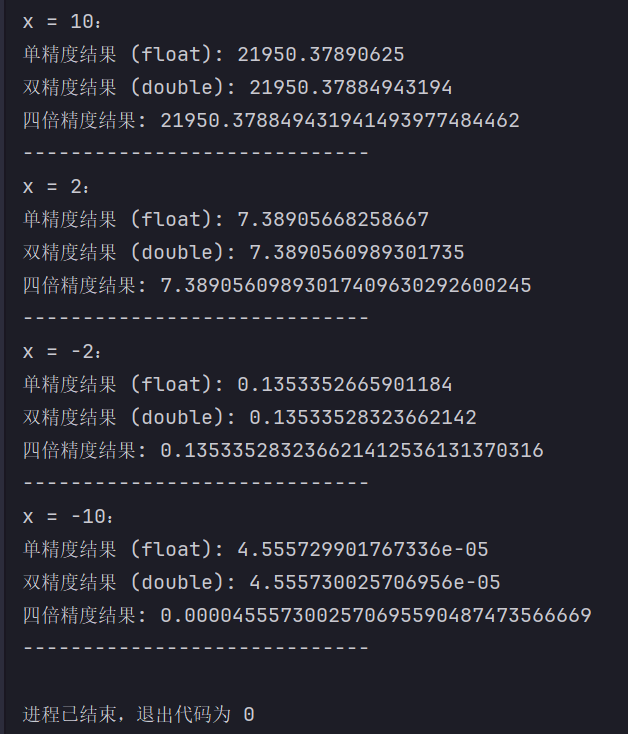 x = 10:
单精度结果 (float): 21950.37890625
双精度结果 (double): 21950.37884943194
四倍精度结果: 21950.3788494319414939774844​62
-----------------------------
x = 2:
单精度结果 (float): 7.38905668258667
双精度结果 (double): 7.3890560989301735
四倍精度结果: 7.38905609893017409630292600245
-----------------------------
x = -2:
单精度结果 (float): 0.1353352665901184
双精度结果 (double): 0.13533528323662142
四倍精度结果: 0.135335283236621412536131370316
-----------------------------
x = -10:
单精度结果 (float): 4.555729901767336e-05
双精度结果 (double): 4.555730025706956e-05
四倍精度结果: 0.0000455573002570695590487473566669
-----------------------------
进程已结束，退出代码为 0